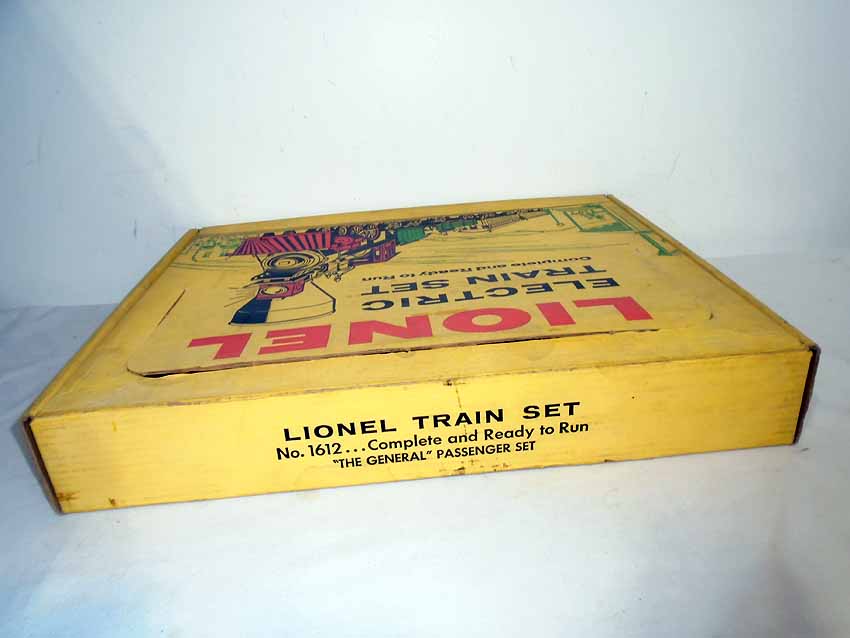 LIONEL
ELECTRIC
TRAIN SET
Complete and Ready to Run
LIONEL TRAIN SET
No. 1612...Complete and Ready to Run
"THE GENERAL" PASSENGER SET